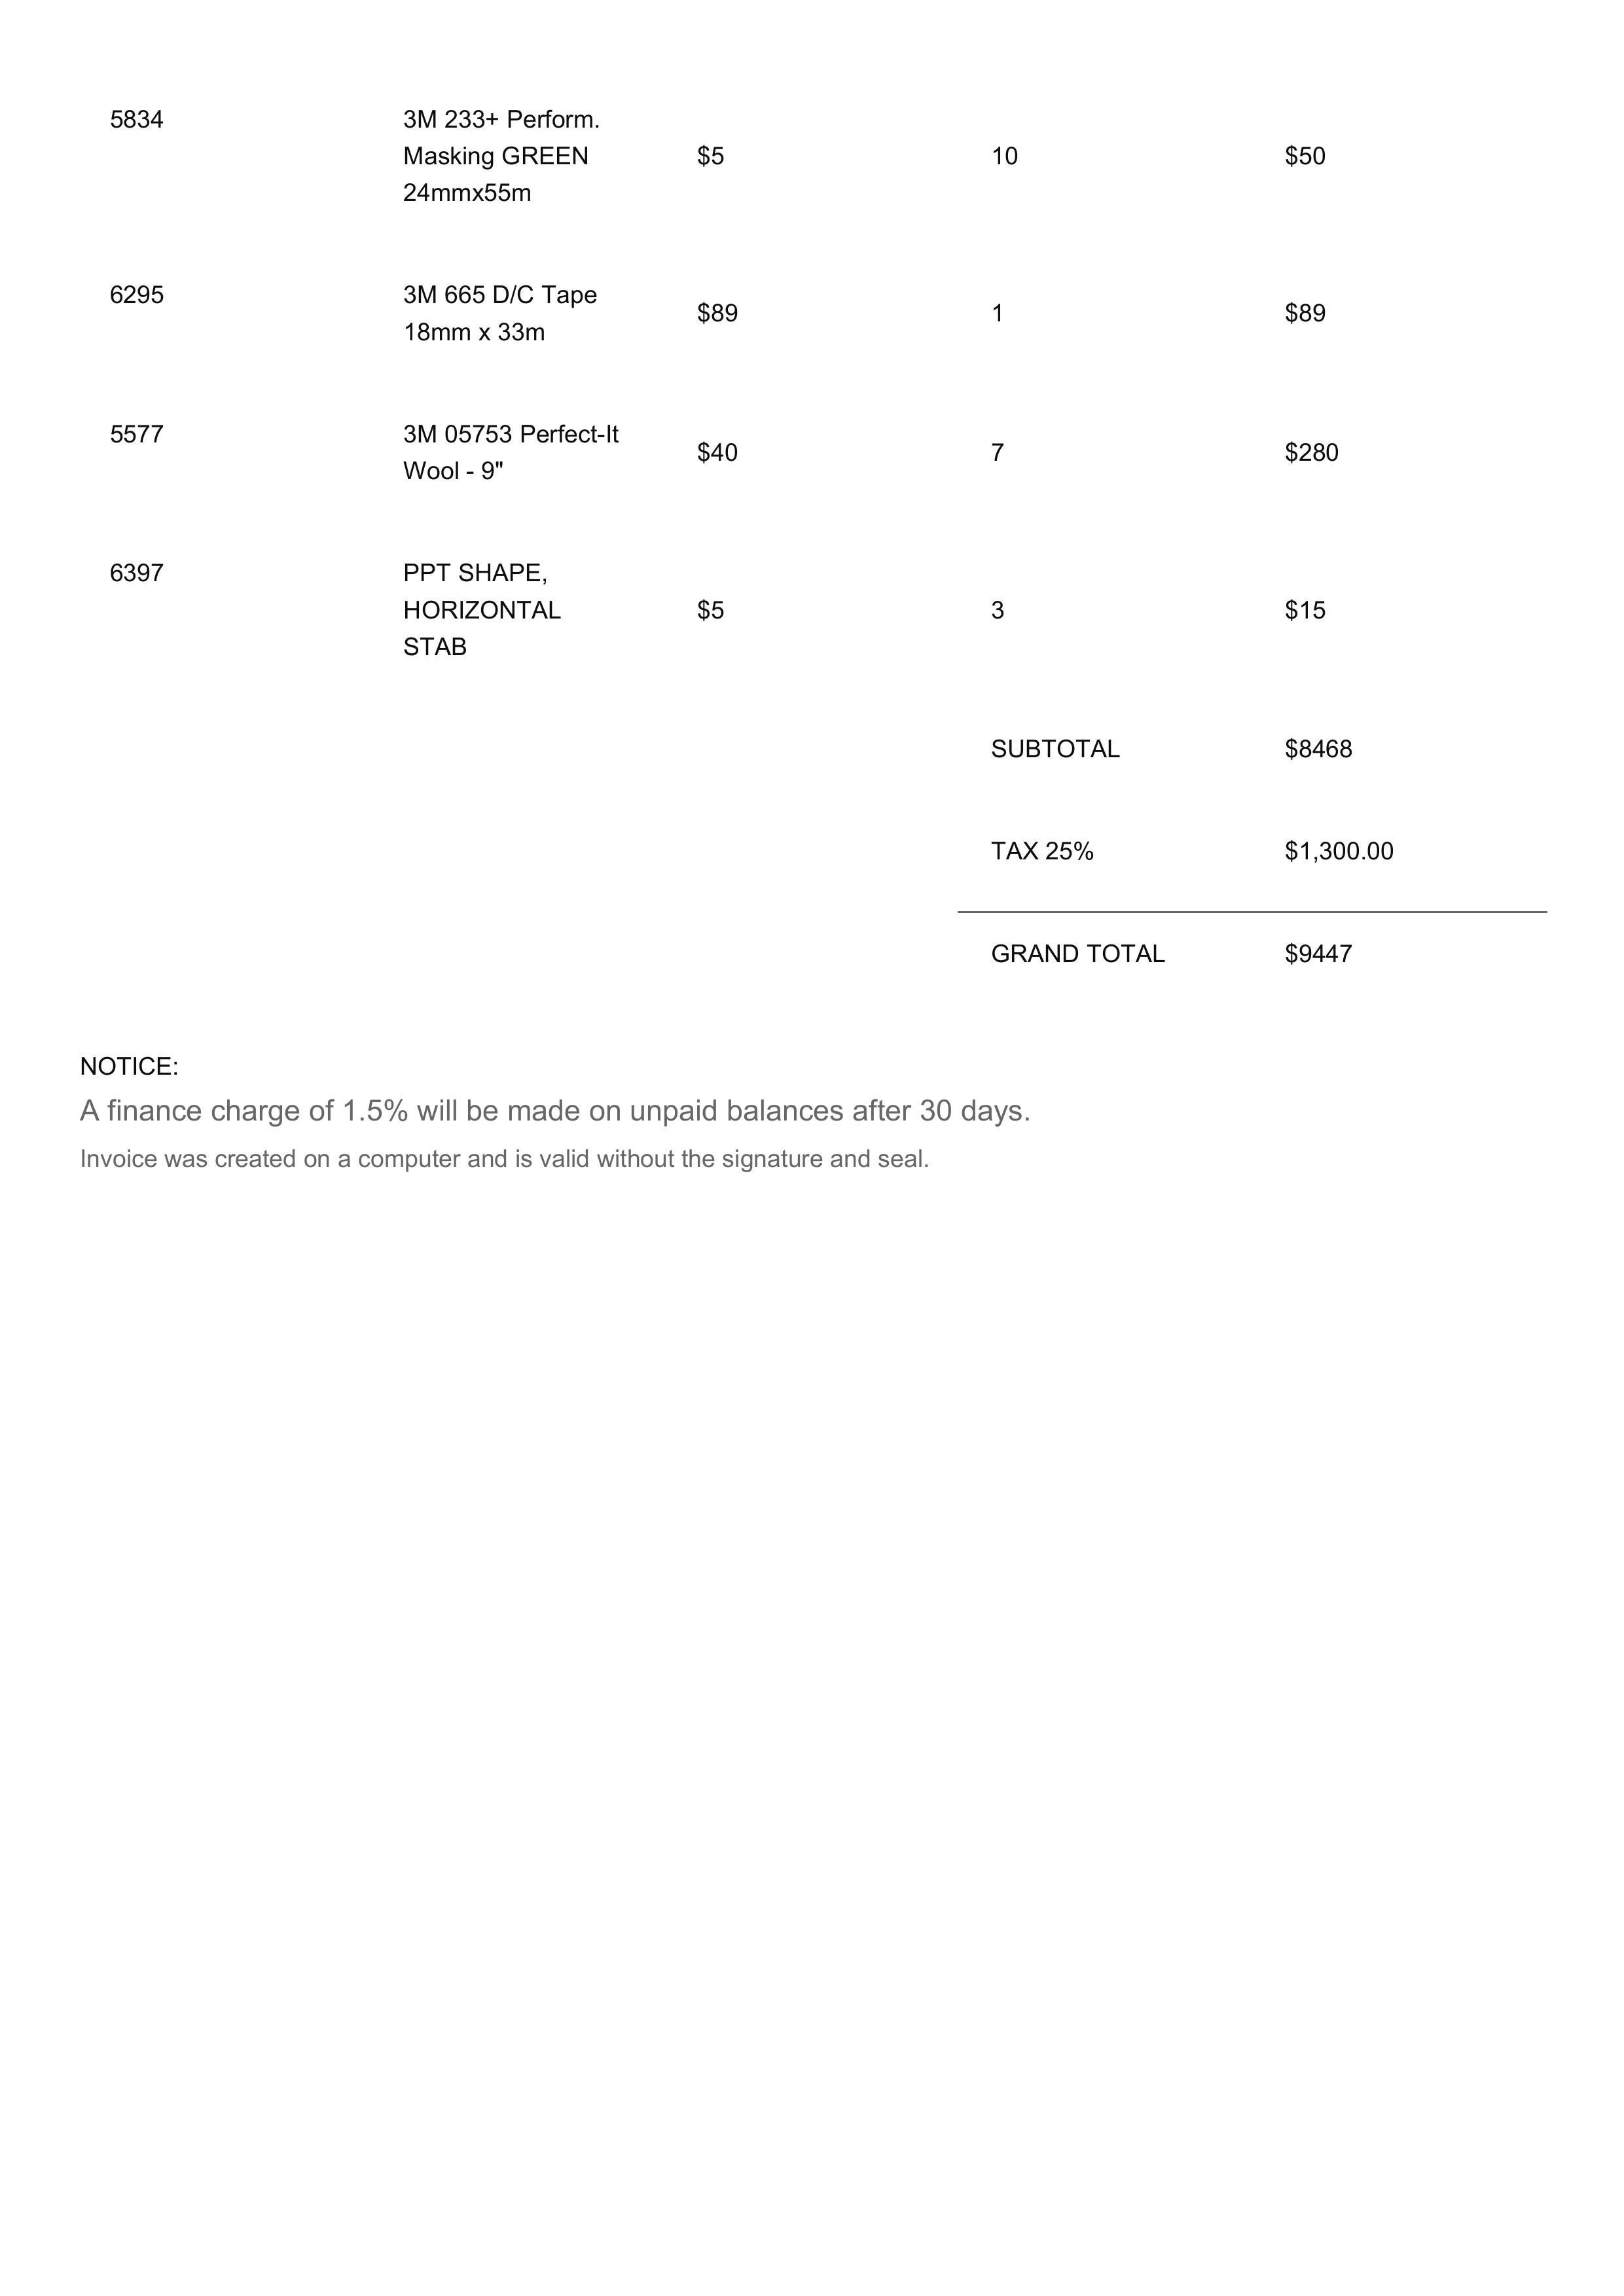 5834
3M 233+ Perform.
Masking GREEN
24mmx55m
$5
10
$50
6295
3M 665 D/C Tape
18mm x 33m
$89
1
$89
5577
3M 05753 Perfect-It
Wool - 9"
$40
7
$280
6397
PPT SHAPE,
HORIZONTAL
STAB
$5
3
$15
SUBTOTAL $8468
TAX 25% $1,300.00
GRAND TOTAL $9447
NOTICE:
A finance charge of 1.5% will be made on unpaid balances after 30 days.
Invoice was created on a computer and is valid without the signature and seal.